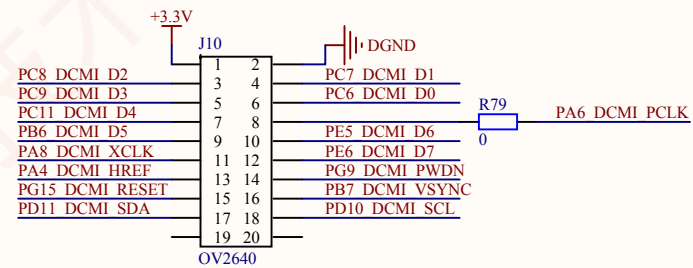 +3.3V
J10
DGND
1 2
PC8 DCMI D2 3 4 PC7 DCMI D1
PC9 DCMI D3 5 6 PC6 DCMI D0
PC11 DCMI D4 7 8 R79 PA6 DCMI PCLK
0
PB6 DCMI D5 9 10 PE5 DCMI D6
PA8 DCMI XCLK 11 12 PE6 DCMI D7
PA4 DCMI HREF 13 14 PG9 DCMI PWDN
PG15 DCMI RESET 15 16 PB7 DCMI VSYNC
PD11 DCMI SDA 17 18 PD10 DCMI SCL
19 20
OV2640